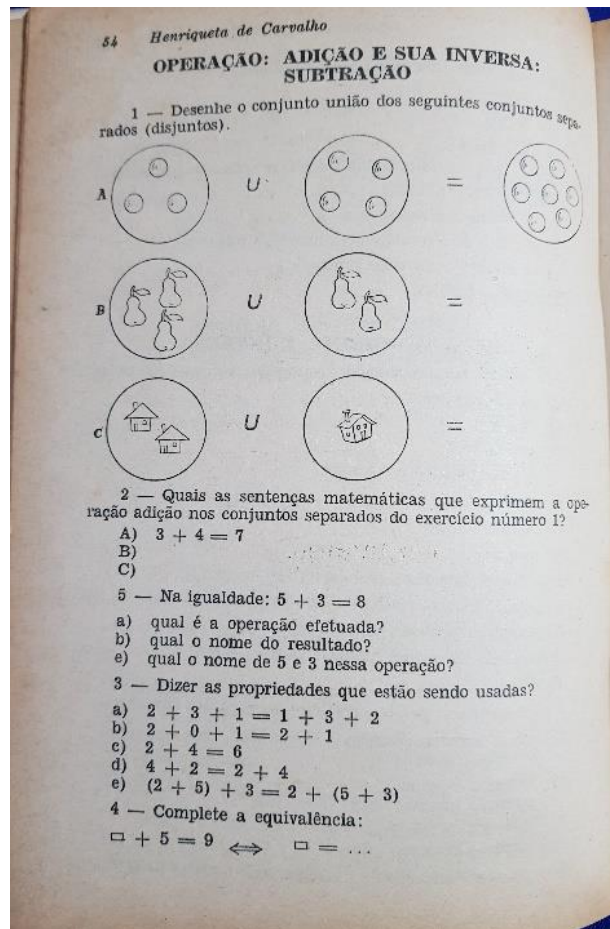 54 Henriqueta de Carvalho
OPERAÇÃO: ADIÇÃO E SUA INVERSA:
SUBTRAÇÃO
1 — Desenhe o conjunto união dos seguintes conjuntos sepa-
rados (disjuntos).
A U =
B U =
C U =
2 — Quais as sentenças matemáticas que exprimem a ope-
ração adição nos conjuntos separados do exercício número 1?
A) 3 + 4 = 7
B)
C)
5 — Na igualdade: 5 + 3 = 8
a) qual é a operação efetuada?
b) qual o nome do resultado?
e) qual o nome de 5 e 3 nessa operação?
3 — Dizer as propriedades que estão sendo usadas?
a) 2 + 3 + 1 = 1 + 3 + 2
b) 2 + 0 + 1 = 2 + 1
c) 2 + 4 = 6
d) 4 + 2 = 2 + 4
e) (2 + 5) + 3 = 2 + (5 + 3)
4 — Complete a equivalência:
□ + 5 = 9 ⟺ □ = ...